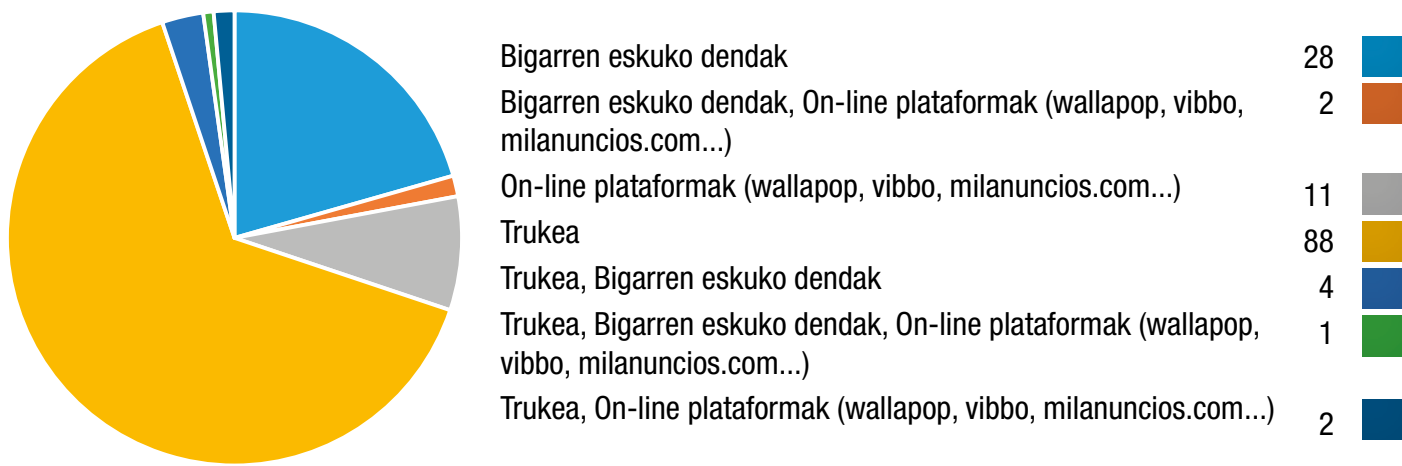 Bigarren eskuko dendak 28
Bigarren eskuko dendak, On-line plataformak (wallapop, vibbo, 2
milanuncios.com...)
On-line plataformak (wallapop, vibbo, milanuncios.com...) 11
Trukea 88
Trukea, Bigarren eskuko dendak 4
Trukea, Bigarren eskuko dendak, On-line plataformak (wallapop, 1
vibbo, milanuncios.com...)
Trukea, On-line plataformak (wallapop, vibbo, milanuncios.com...) 2